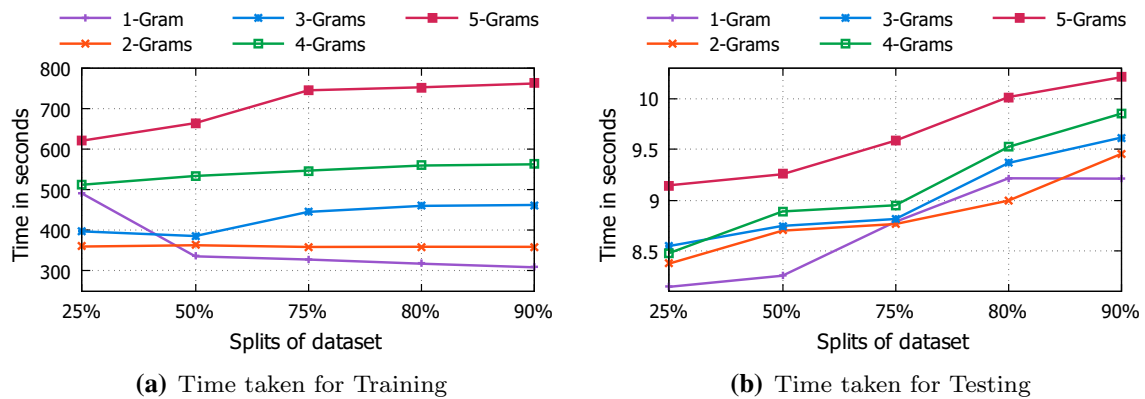 1-Gram 3-Grams 5-Grams
2-Grams 4-Grams
800
700
600
500
400
300
Time in seconds
25% 50% 75% 80% 90%
Splits of dataset
(a) Time taken for Training
1-Gram 3-Grams 5-Grams
2-Grams 4-Grams
10
9.5
9
8.5
Time in seconds
25% 50% 75% 80% 90%
Splits of dataset
(b) Time taken for Testing